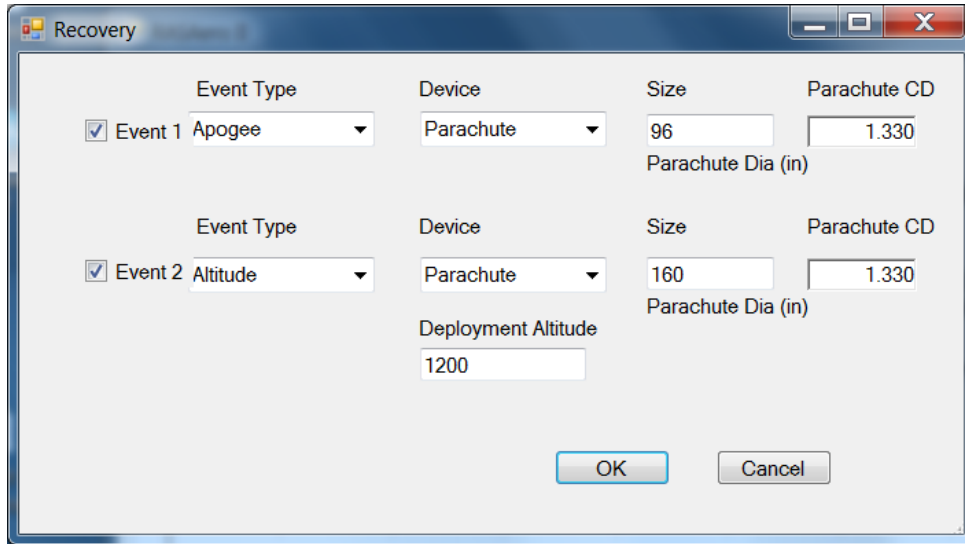 Recovery
Event Type Device Size Parachute CD
Event 1 Apogee Parachute 96 1.330
Parachute Dia (in)
Event Type Device Size Parachute CD
Event 2 Altitude Parachute 160 1.330
Parachute Dia (in)
Deployment Altitude
1200
OK Cancel